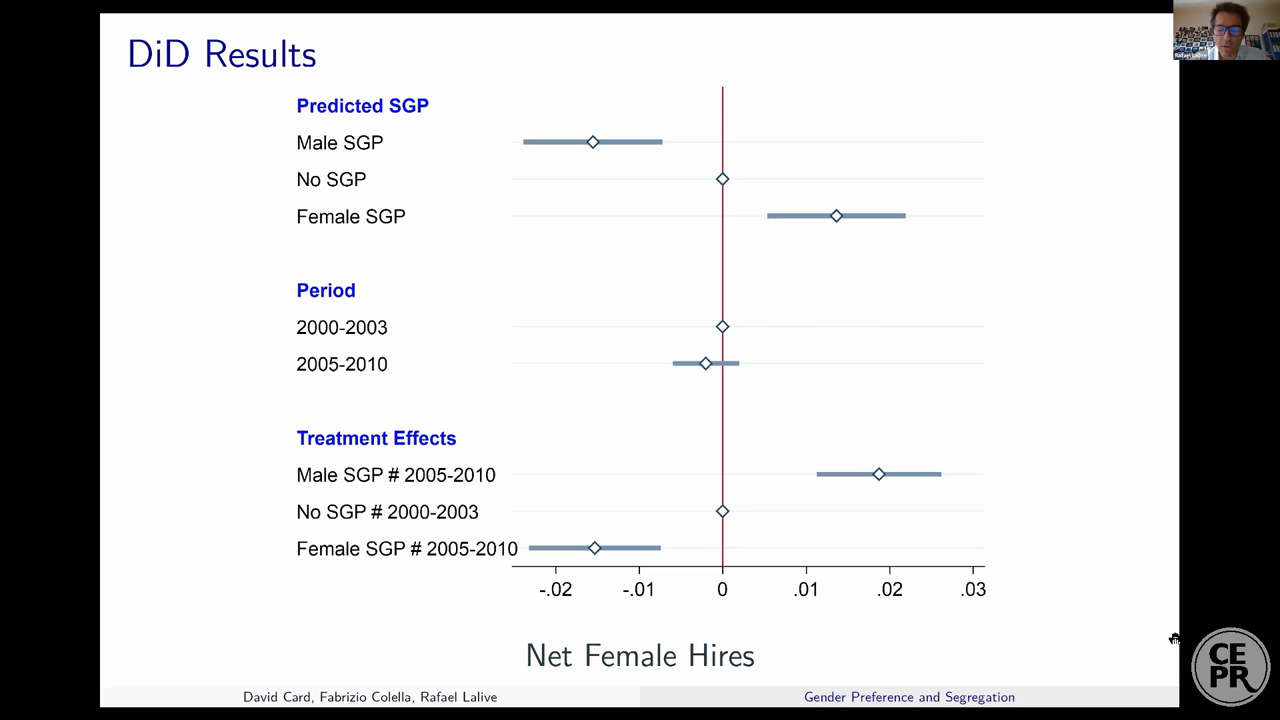 DiD Results
Predicted SGP
Male SGP
No SGP
Female SGP
Period
2000-2003
2005-2010
Treatment Effects
Male SGP # 2005-2010
No SGP # 2000-2003
Female SGP # 2005-2010
-.02 -.01 0 .01 .02 .03
Net Female Hires
David Card, Fabrizio Colella, Rafael Lalive
Gender Preference and Segregation
Rafael Lalive
CE
PR